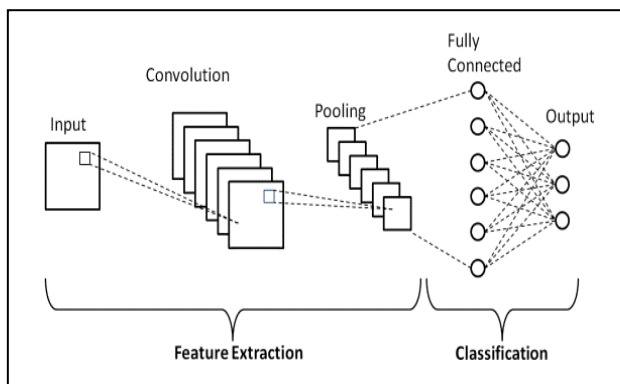 Fully
Connected
Convolution
Pooling
Output
Input
Feature Extraction
Classification